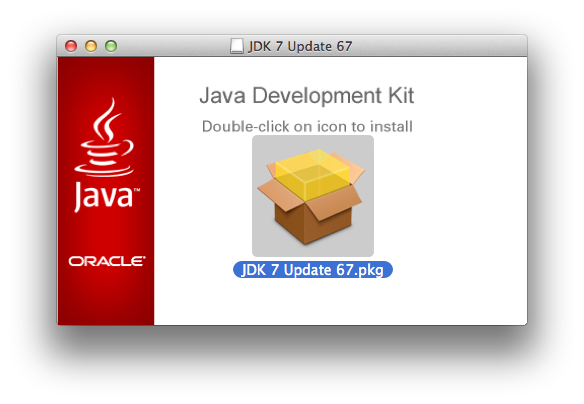 JDK 7 Update 67
Java Development Kit
Double-click on icon to install
Java™
ORACLE®
JDK 7 Update 67.pkg